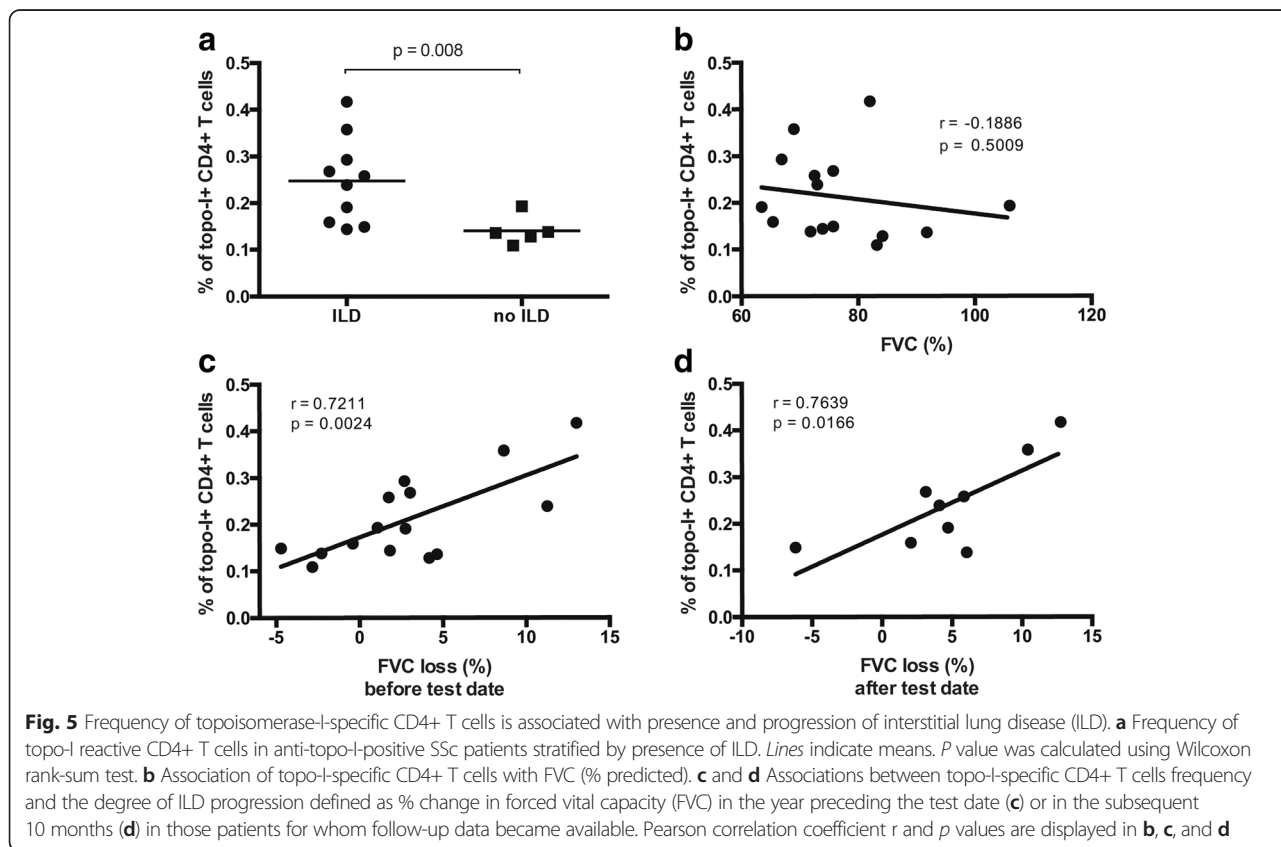 a
p = 0.008
% of topo-I+ CD4+ T cells
0.5
0.4
0.3
0.2
0.1
0.0
ILD
no ILD
b
% of topo-I+ CD4+ T cells
0.5
0.4
0.3
0.2
0.1
0.0
r = -0.1886
p = 0.5009
60
80
100
120
FVC (%)
c
% of topo-I+ CD4+ T cells
0.5
0.4
0.3
0.2
0.1
0.0
r = 0.7211
p = 0.0024
-5
0
5
10
15
FVC loss (%)
before test date
d
% of topo-I+ CD4+ T cells
0.5
0.4
0.3
0.2
0.1
0.0
r = 0.7639
p = 0.0166
-10
-5
0
5
10
15
FVC loss (%)
after test date
Fig. 5 Frequency of topoisomerase-I-specific CD4+ T cells is associated with presence and progression of interstitial lung disease (ILD). a Frequency of
topo-I reactive CD4+ T cells in anti-topo-I-positive SSc patients stratified by presence of ILD. Lines indicate means. P value was calculated using Wilcoxon
rank-sum test. b Association of topo-I-specific CD4+ T cells with FVC (% predicted). c and d Associations between topo-I-specific CD4+ T cells frequency
and the degree of ILD progression defined as % change in forced vital capacity (FVC) in the year preceding the test date (c) or in the subsequent
10 months (d) in those patients for whom follow-up data became available. Pearson correlation coefficient r and p values are displayed in b, c, and d